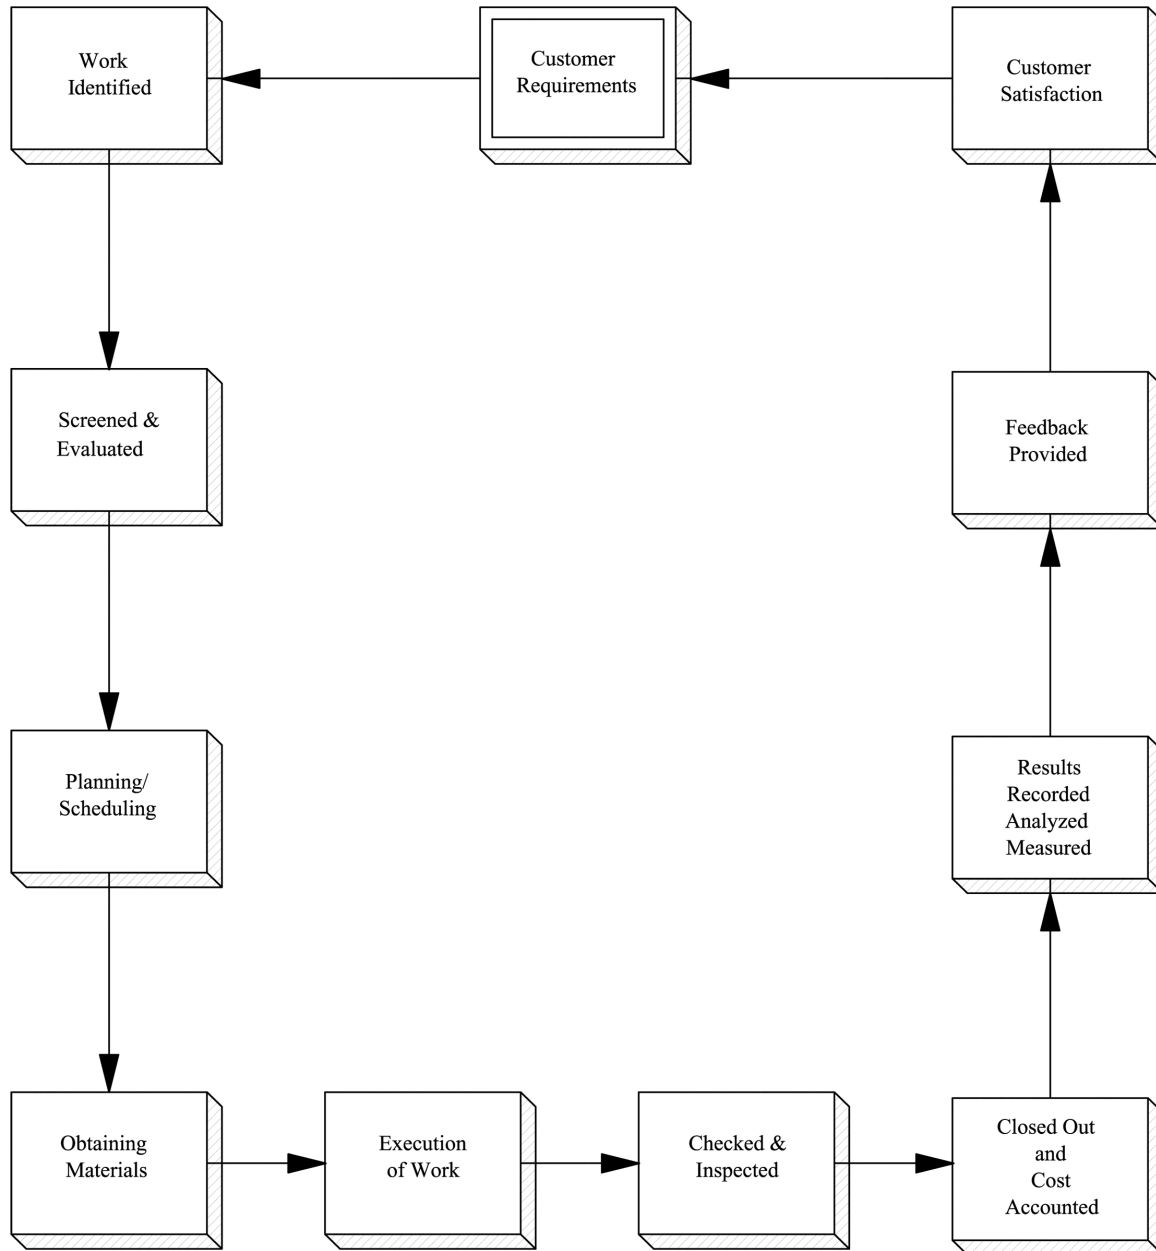 Work
Identified
Customer
Requirements
Customer
Satisfaction
Screened &
Evaluated
Feedback
Provided
Planning/
Scheduling
Results
Recorded
Analyzed
Measured
Obtaining
Materials
Execution
of Work
Checked &
Inspected
Closed Out
and
Cost
Accounted